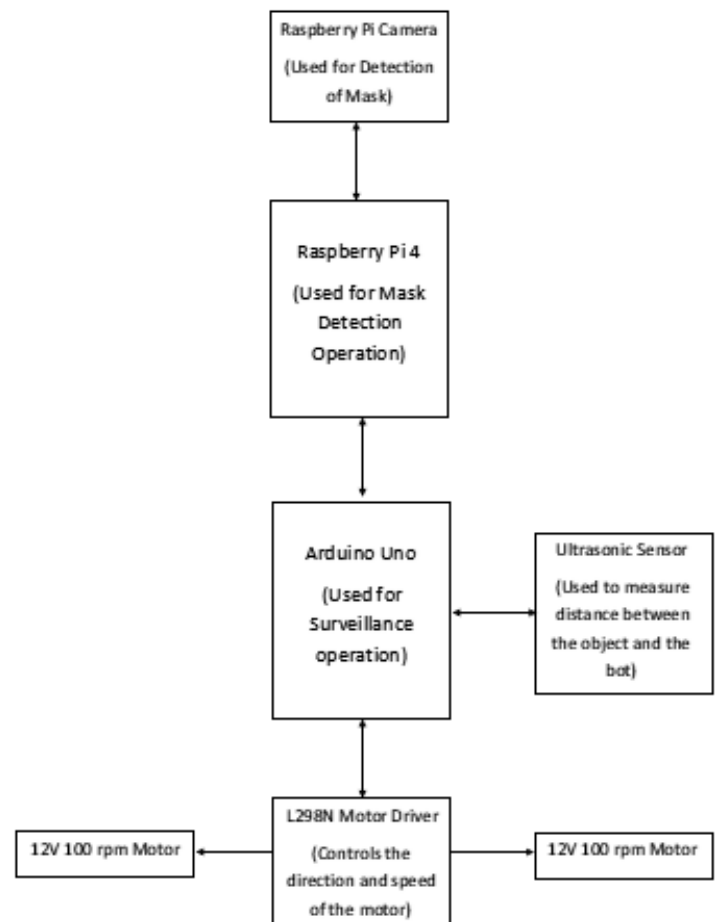 Raspberry Pi Camera
(Used for Detection
of Mask)
Raspberry Pi 4
(Used for Mask
Detection
Operation)
Arduino Uno
(Used for
Surveillance
operation)
Ultrasonic Sensor
(Used to measure
distance between
the object and the
bot)
L298N Motor Driver
(Controls the
direction and speed
of the motor)
12V 100 rpm Motor
12V 100 rpm Motor